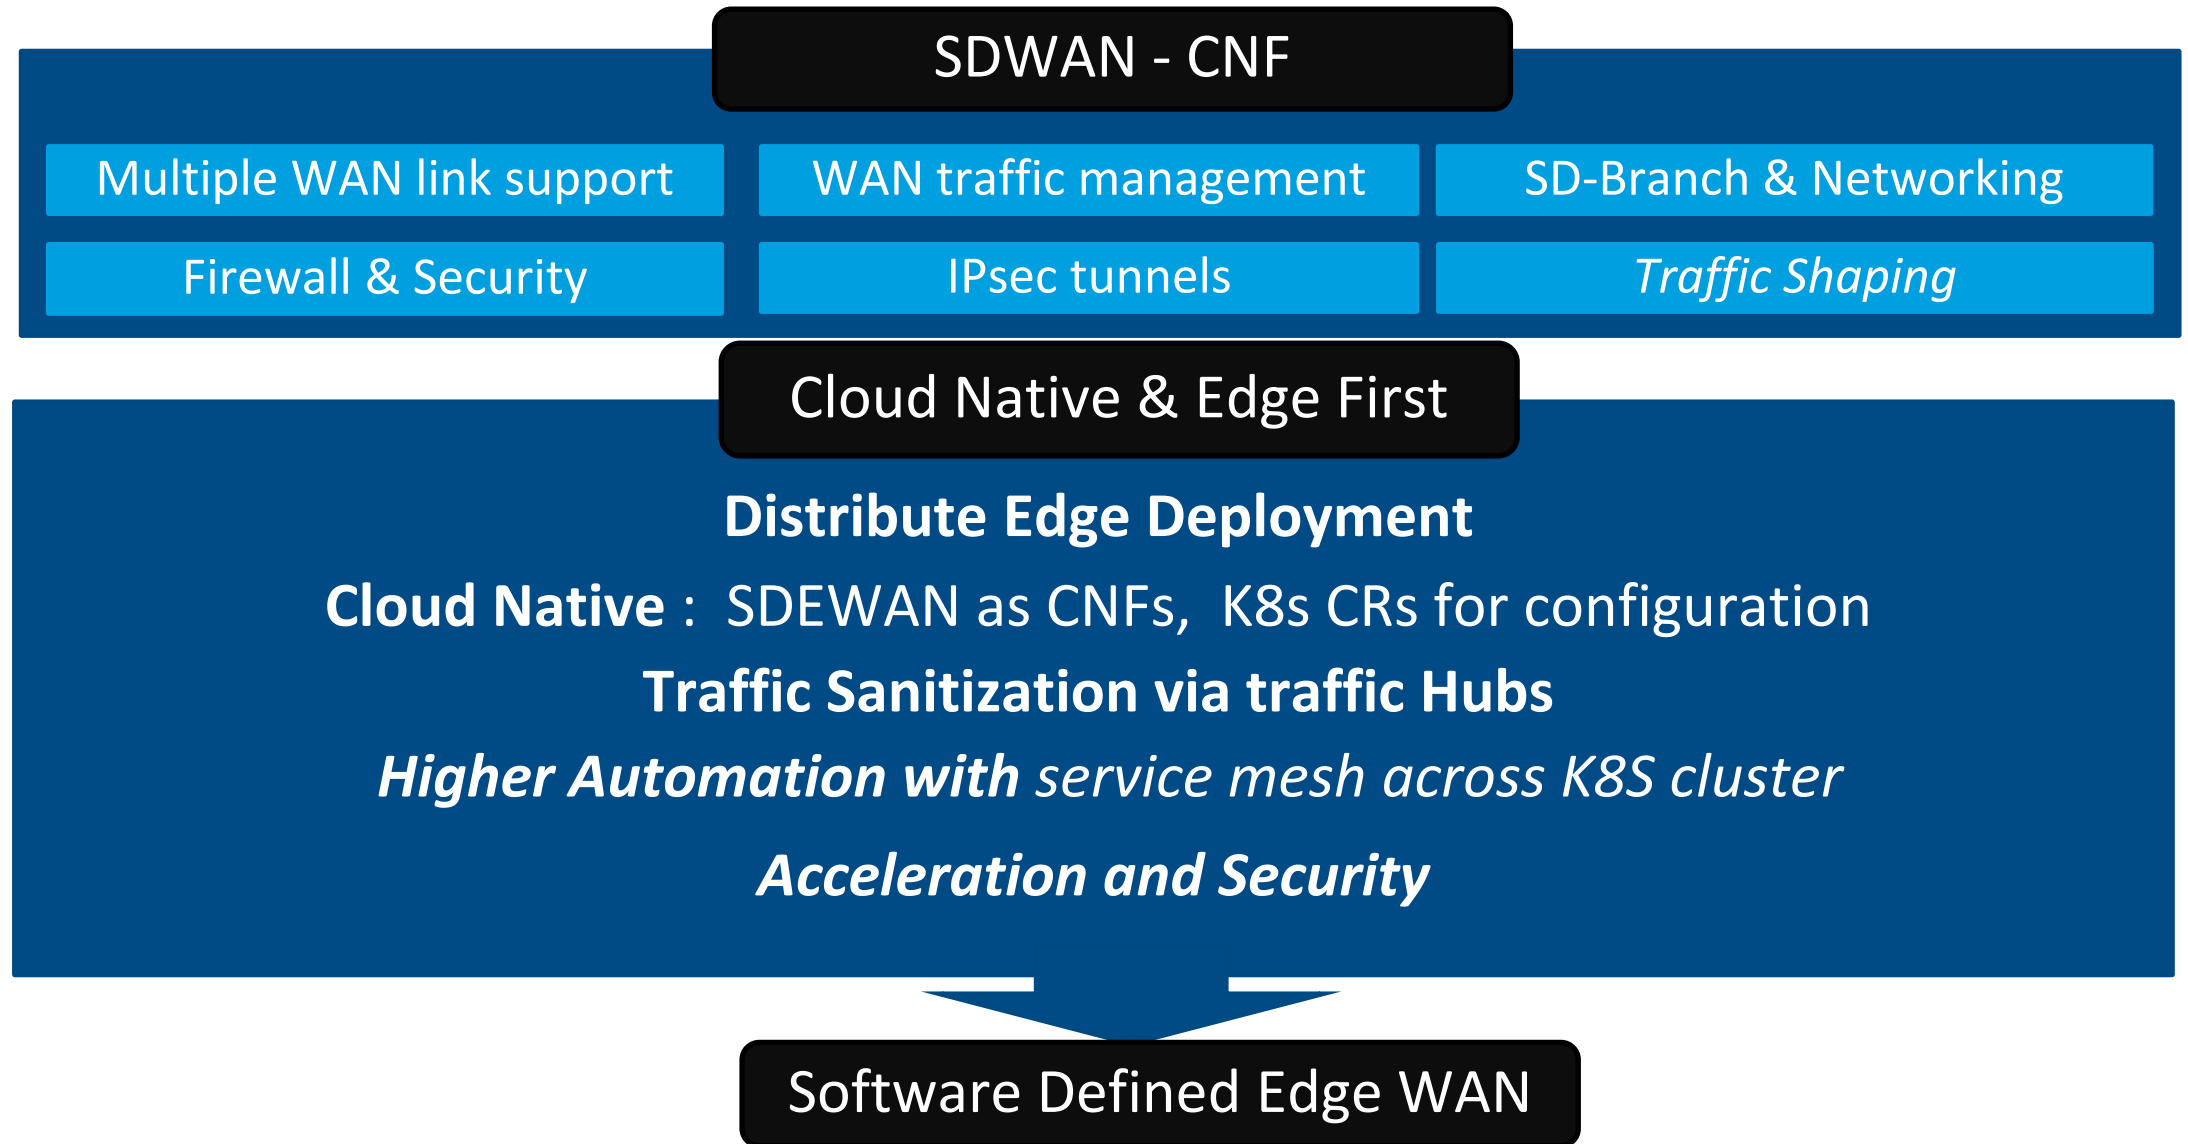 SDWAN - CNF
Multiple WAN link support
WAN traffic management
SD-Branch & Networking
Firewall & Security
IPsec tunnels
Traffic Shaping
Cloud Native & Edge First
Distribute Edge Deployment
Cloud Native : SDEWAN as CNFs, K8s CRs for configuration
Traffic Sanitization via traffic Hubs
Higher Automation with service mesh across K8S cluster
Acceleration and Security
Software Defined Edge WAN